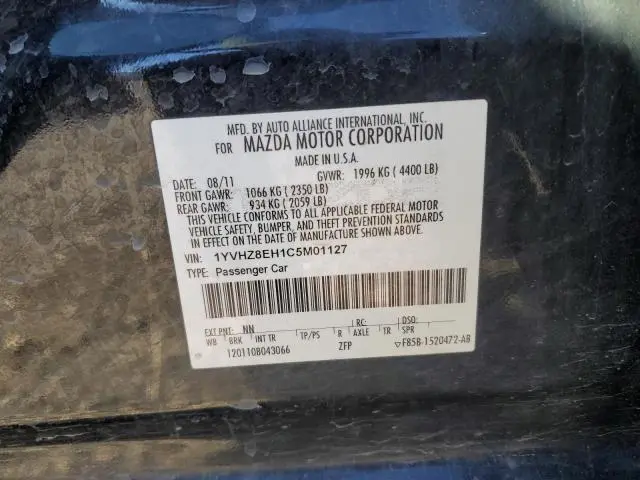 MFD. BY AUTO ALLIANCE INTERNATIONAL, INC.
FOR MAZDA MOTOR CORPORATION
MADE IN U.S.A.
DATE: 08/11 GVWR: 1996 KG ( 4400 LB)
FRONT GAWR: 1066 KG ( 2350 LB)
REAR GAWR: 934 KG ( 2059 LB)
THIS VEHICLE CONFORMS TO ALL APPLICABLE FEDERAL MOTOR
VEHICLE SAFETY, BUMPER, AND THEFT PREVENTION STANDARDS
IN EFFECT ON THE DATE OF MANUFACTURE SHOWN ABOVE.
VIN: 1YVHZ8EH1C5M01127
TYPE: Passenger Car
EXT PNT: NN RC: DSO:
WB BRK INT TR TP/PS R AXLE TR SPR
120110B043066 ZFP F85B-1520472-AB